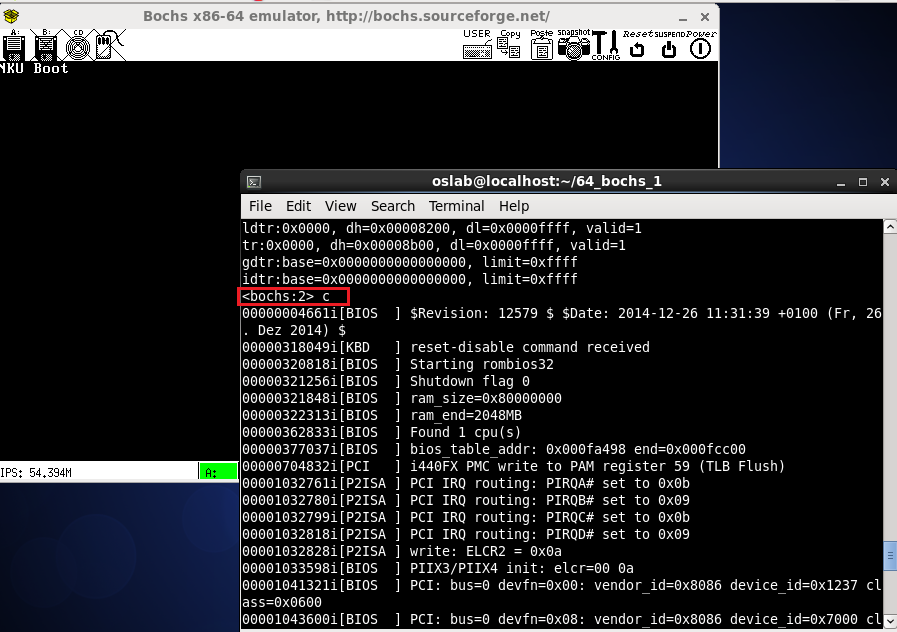 Bochs x86-64 emulator, http://bochs.sourceforge.net/
A: B: CD USER Copy Poste snapshot CONFIG Reset SUSPEND Power
NKU Boot
oslab@localhost:~/64_bochs_1
File Edit View Search Terminal Help
ldtr:0x0000, dh=0x00008200, dl=0x0000ffff, valid=1
tr:0x0000, dh=0x00008b00, dl=0x0000ffff, valid=1
gdtr:base=0x0000000000000000, limit=0xffff
idtr:base=0x0000000000000000, limit=0xffff
<bochs:2> c
00000004661i[BIOS  ] $Revision: 12579 $ $Date: 2014-12-26 11:31:39 +0100 (Fr, 26
. Dez 2014) $
00000318049i[KBD   ] reset-disable command received
00000320818i[BIOS  ] Starting rombios32
00000321256i[BIOS  ] Shutdown flag 0
00000321848i[BIOS  ] ram_size=0x80000000
00000322313i[BIOS  ] ram_end=2048MB
00000362833i[BIOS  ] Found 1 cpu(s)
00000377037i[BIOS  ] bios_table_addr: 0x000fa498 end=0x000fcc00
00000704832i[PCI   ] i440FX PMC write to PAM register 59 (TLB Flush)
00001032761i[P2ISA ] PCI IRQ routing: PIRQA# set to 0x0b
00001032780i[P2ISA ] PCI IRQ routing: PIRQB# set to 0x09
00001032799i[P2ISA ] PCI IRQ routing: PIRQC# set to 0x0b
00001032818i[P2ISA ] PCI IRQ routing: PIRQD# set to 0x09
00001032828i[P2ISA ] write: ELCR2 = 0x0a
00001033598i[BIOS  ] PIIX3/PIIX4 init: elcr=00 0a
00001041321i[BIOS  ] PCI: bus=0 devfn=0x00: vendor_id=0x8086 device_id=0x1237 cl
ass=0x0600
00001043600i[BIOS  ] PCI: bus=0 devfn=0x08: vendor_id=0x8086 device_id=0x7000 cl
IPS: 54.394M A: